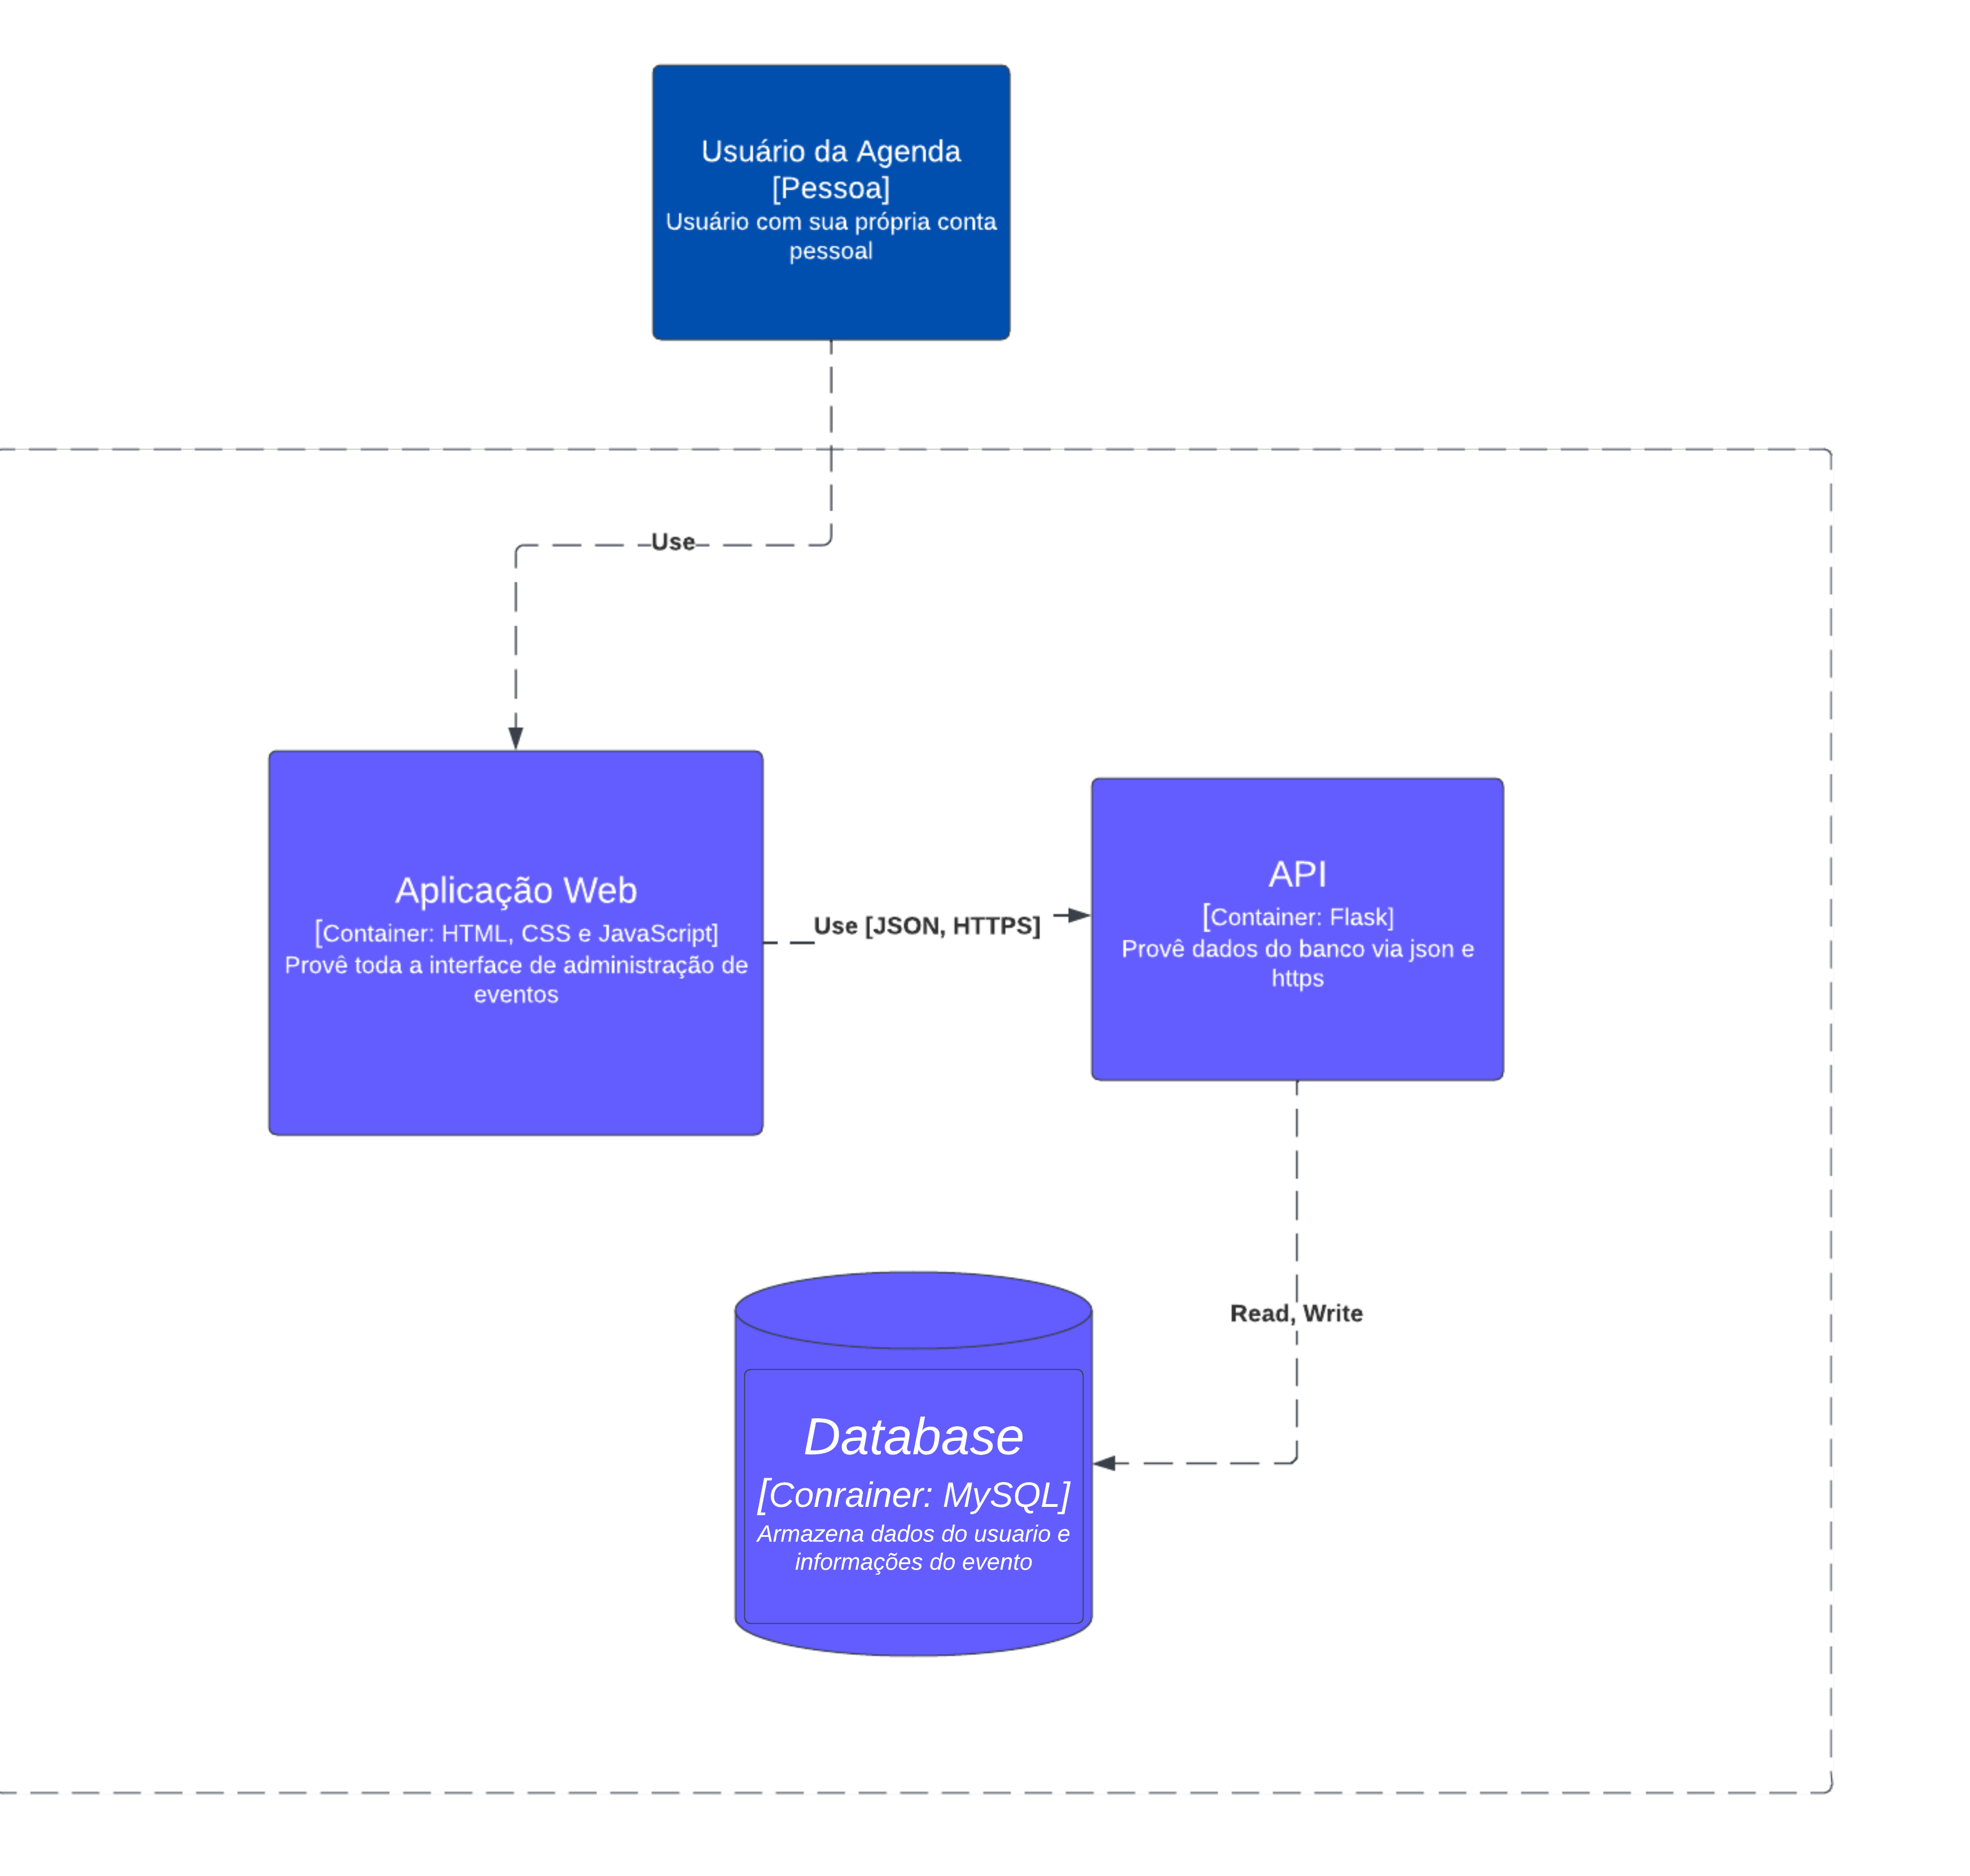 Usuário da Agenda
[Pessoa]
Usuário com sua própria conta
pessoal
Use
Aplicação Web
[Container: HTML, CSS e JavaScript]
Provê toda a interface de administração de
eventos
Use [JSON, HTTPS]
API
[Container: Flask]
Provê dados do banco via json e
https
Read, Write
Database
[Conrainer: MySQL]
Armazena dados do usuario e
informações do evento